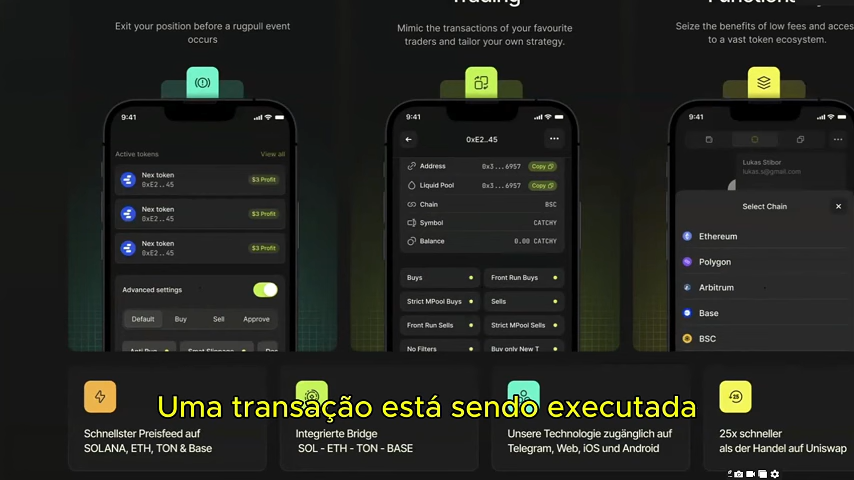 Trading
Exit your position before a rugpull event
occurs
Mimic the transactions of your favourite
traders and tailor your own strategy.
Seize the benefits of low fees and acces
to a vast token ecosystem.
9:41
Active tokens
View all
Nex token
0xE2..45
$3 Profit
Nex token
0xE2..45
$3 Profit
Nex token
0xE2..45
$3 Profit
Advanced settings
Default
Buy
Sell
Approve
9:41
0xE2..45
Address
0x3...6957
Copy
Liquid Pool
0x3...6957
Copy
Chain
BSC
Symbol
CATCHY
Balance
0.00 CATCHY
Buys
Front Run Buys
Strict MPool Buys
Sells
Front Run Sells
Strict MPool Sells
No Filters
Buy only New T
9:41
Lukas Stibor
lukas.s@gmail.com
Select Chain
Ethereum
Polygon
Arbitrum
Base
BSC
Uma transação está sendo executada
Schnellster Preisfeed auf
SOLANA, ETH, TON & Base
Integrierte Bridge
SOL - ETH - TON - BASE
Unsere Technologie zugänglich auf
Telegram, Web, iOS und Android
25
25x schneller
als der Handel auf Uniswap